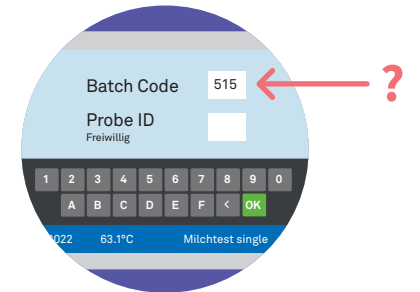 Batch Code 515
?
Probe ID
Freiwillig
1 2 3 4 5 6 7 8 9 0
A B C D E F < OK
2022 63.1°C Milchtest single